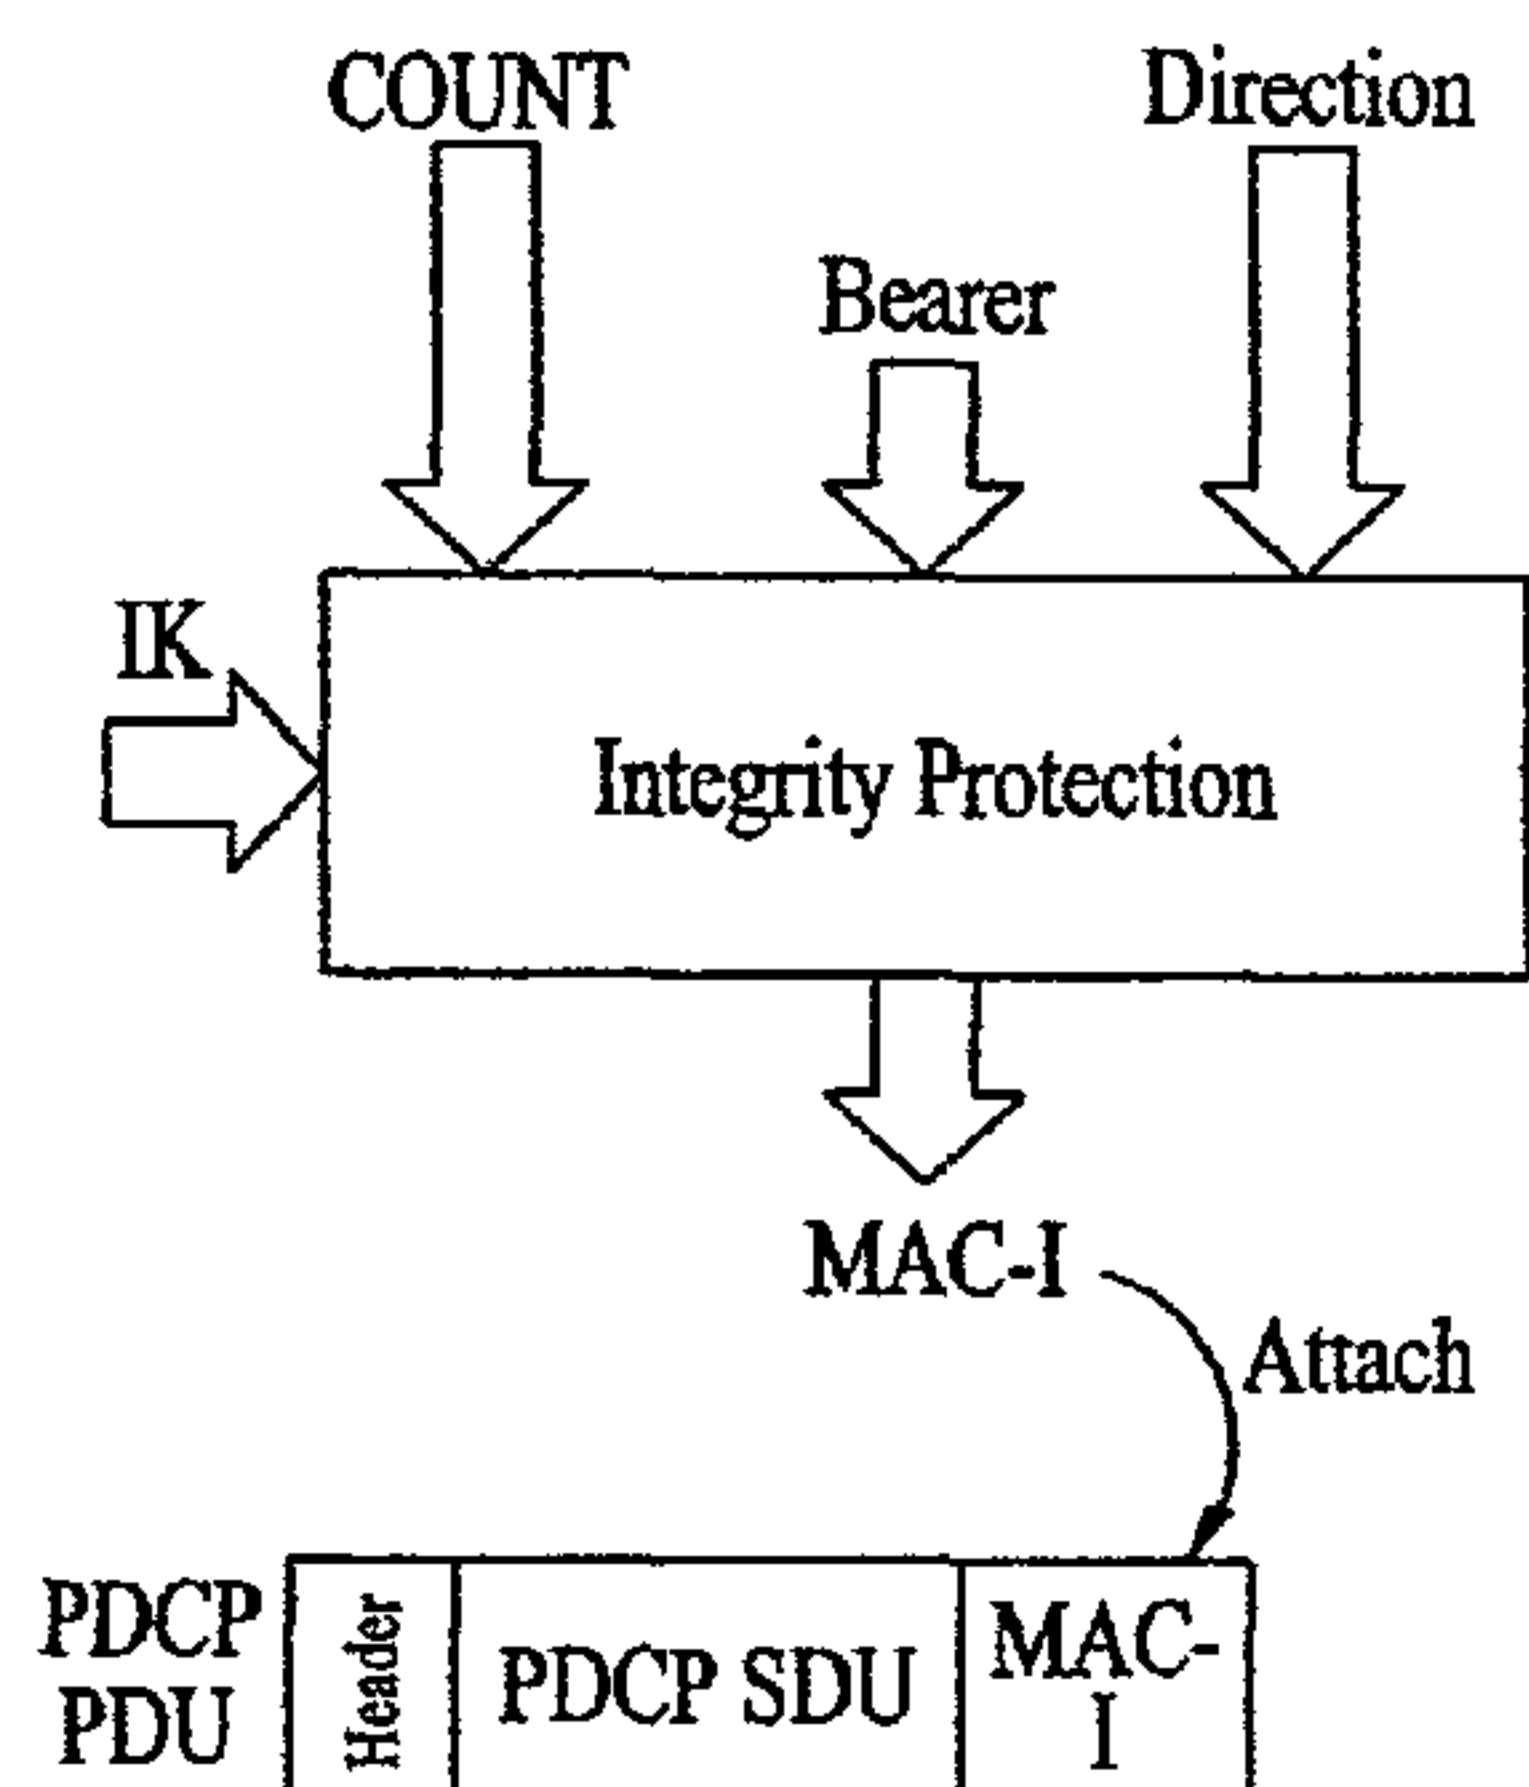 COUNT
Direction
Bearer
IK
Integrity Protection
MAC-I
Attach
PDCP
PDU
Header
PDCP SDU
MAC-
I